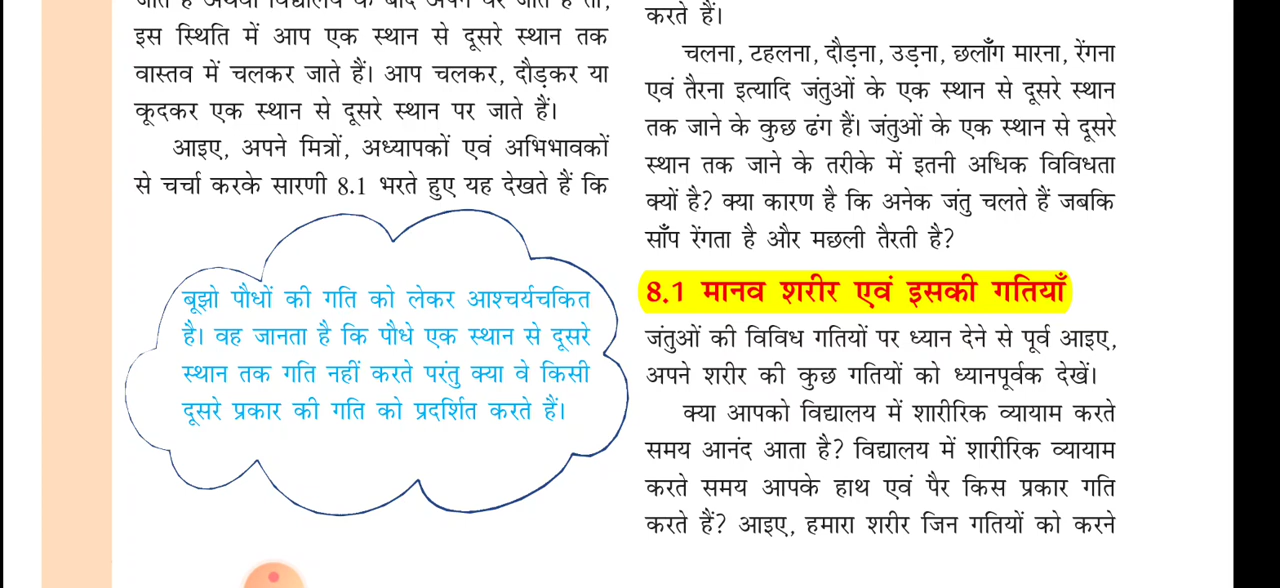 जाते हैं अथवा विद्यालय के बाद अपने घर जाते हैं तो,
इस स्थिति में आप एक स्थान से दूसरे स्थान तक
वास्तव में चलकर जाते हैं। आप चलकर, दौड़कर या
कूदकर एक स्थान से दूसरे स्थान पर जाते हैं।
आइए, अपने मित्रों, अध्यापकों एवं अभिभावकों
से चर्चा करके सारणी 8.1 भरते हुए यह देखते हैं कि
बूझो पौधों की गति को लेकर आश्चर्यचकित
है। वह जानता है कि पौधे एक स्थान से दूसरे
स्थान तक गति नहीं करते परंतु क्या वे किसी
दूसरे प्रकार की गति को प्रदर्शित करते हैं।
करते हैं।
चलना, टहलना, दौड़ना, उड़ना, छलाँग मारना, रेंगना
एवं तैरना इत्यादि जंतुओं के एक स्थान से दूसरे स्थान
तक जाने के कुछ ढंग हैं। जंतुओं के एक स्थान से दूसरे
स्थान तक जाने के तरीके में इतनी अधिक विविधता
क्यों है? क्या कारण है कि अनेक जंतु चलते हैं जबकि
साँप रेंगता है और मछली तैरती है?
8.1 मानव शरीर एवं इसकी गतियाँ
जंतुओं की विविध गतियों पर ध्यान देने से पूर्व आइए,
अपने शरीर की कुछ गतियों को ध्यानपूर्वक देखें।
क्या आपको विद्यालय में शारीरिक व्यायाम करते
समय आनंद आता है? विद्यालय में शारीरिक व्यायाम
करते समय आपके हाथ एवं पैर किस प्रकार गति
करते हैं? आइए, हमारा शरीर जिन गतियों को करने